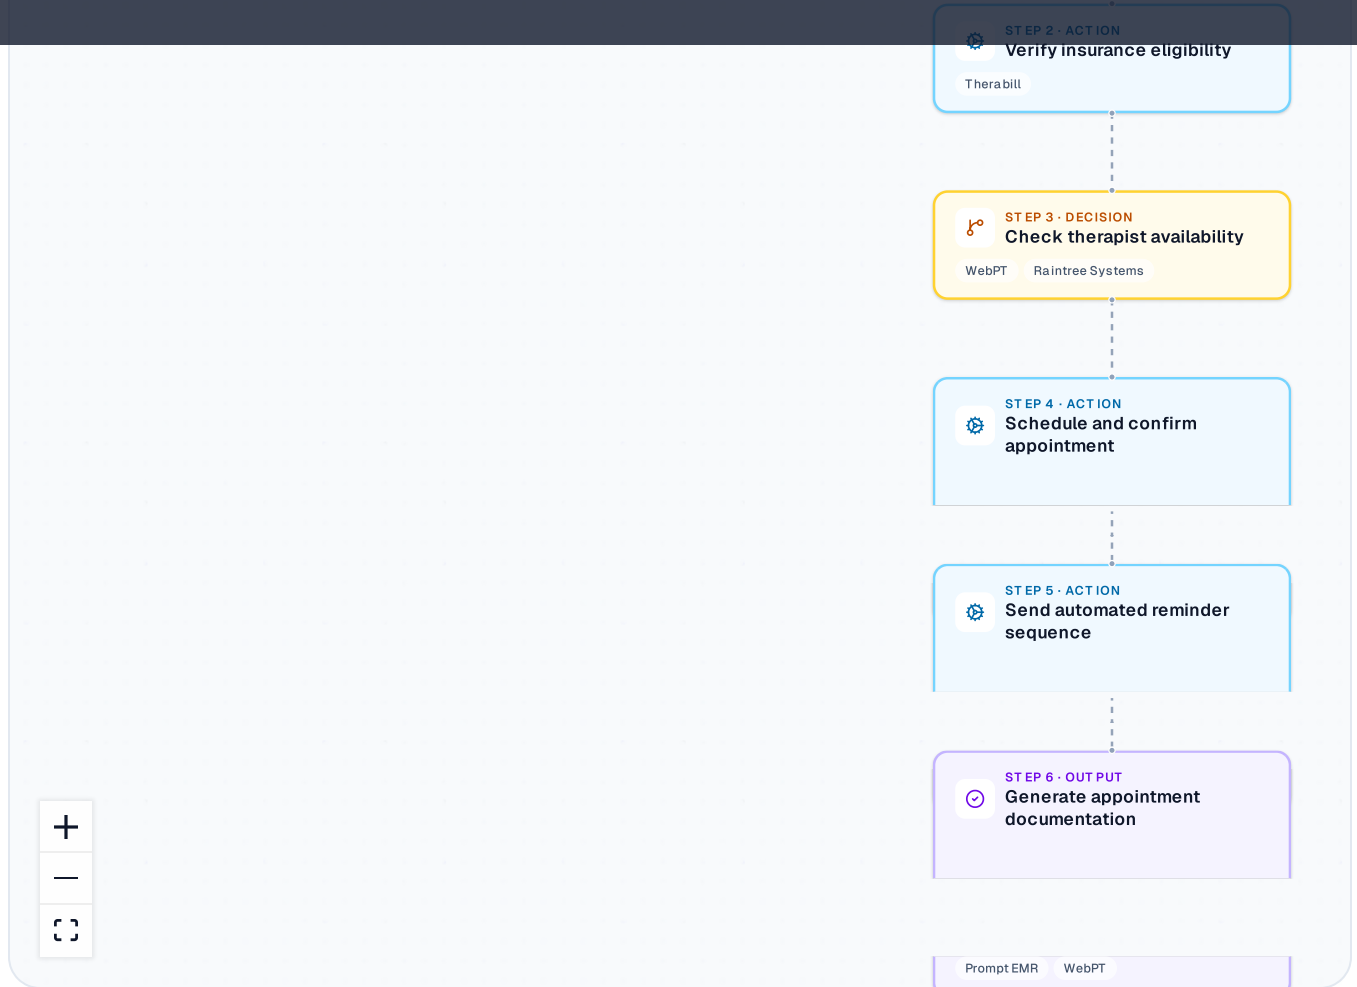 STEP 2 · ACTION
Verify insurance eligibility
Therabill
STEP 3 · DECISION
Check therapist availability
WebPT
Raintree Systems
STEP 4 · ACTION
Schedule and confirm
appointment
STEP 5 · ACTION
Send automated reminder
sequence
STEP 6 · OUTPUT
Generate appointment
documentation
Prompt EMR
WebPT